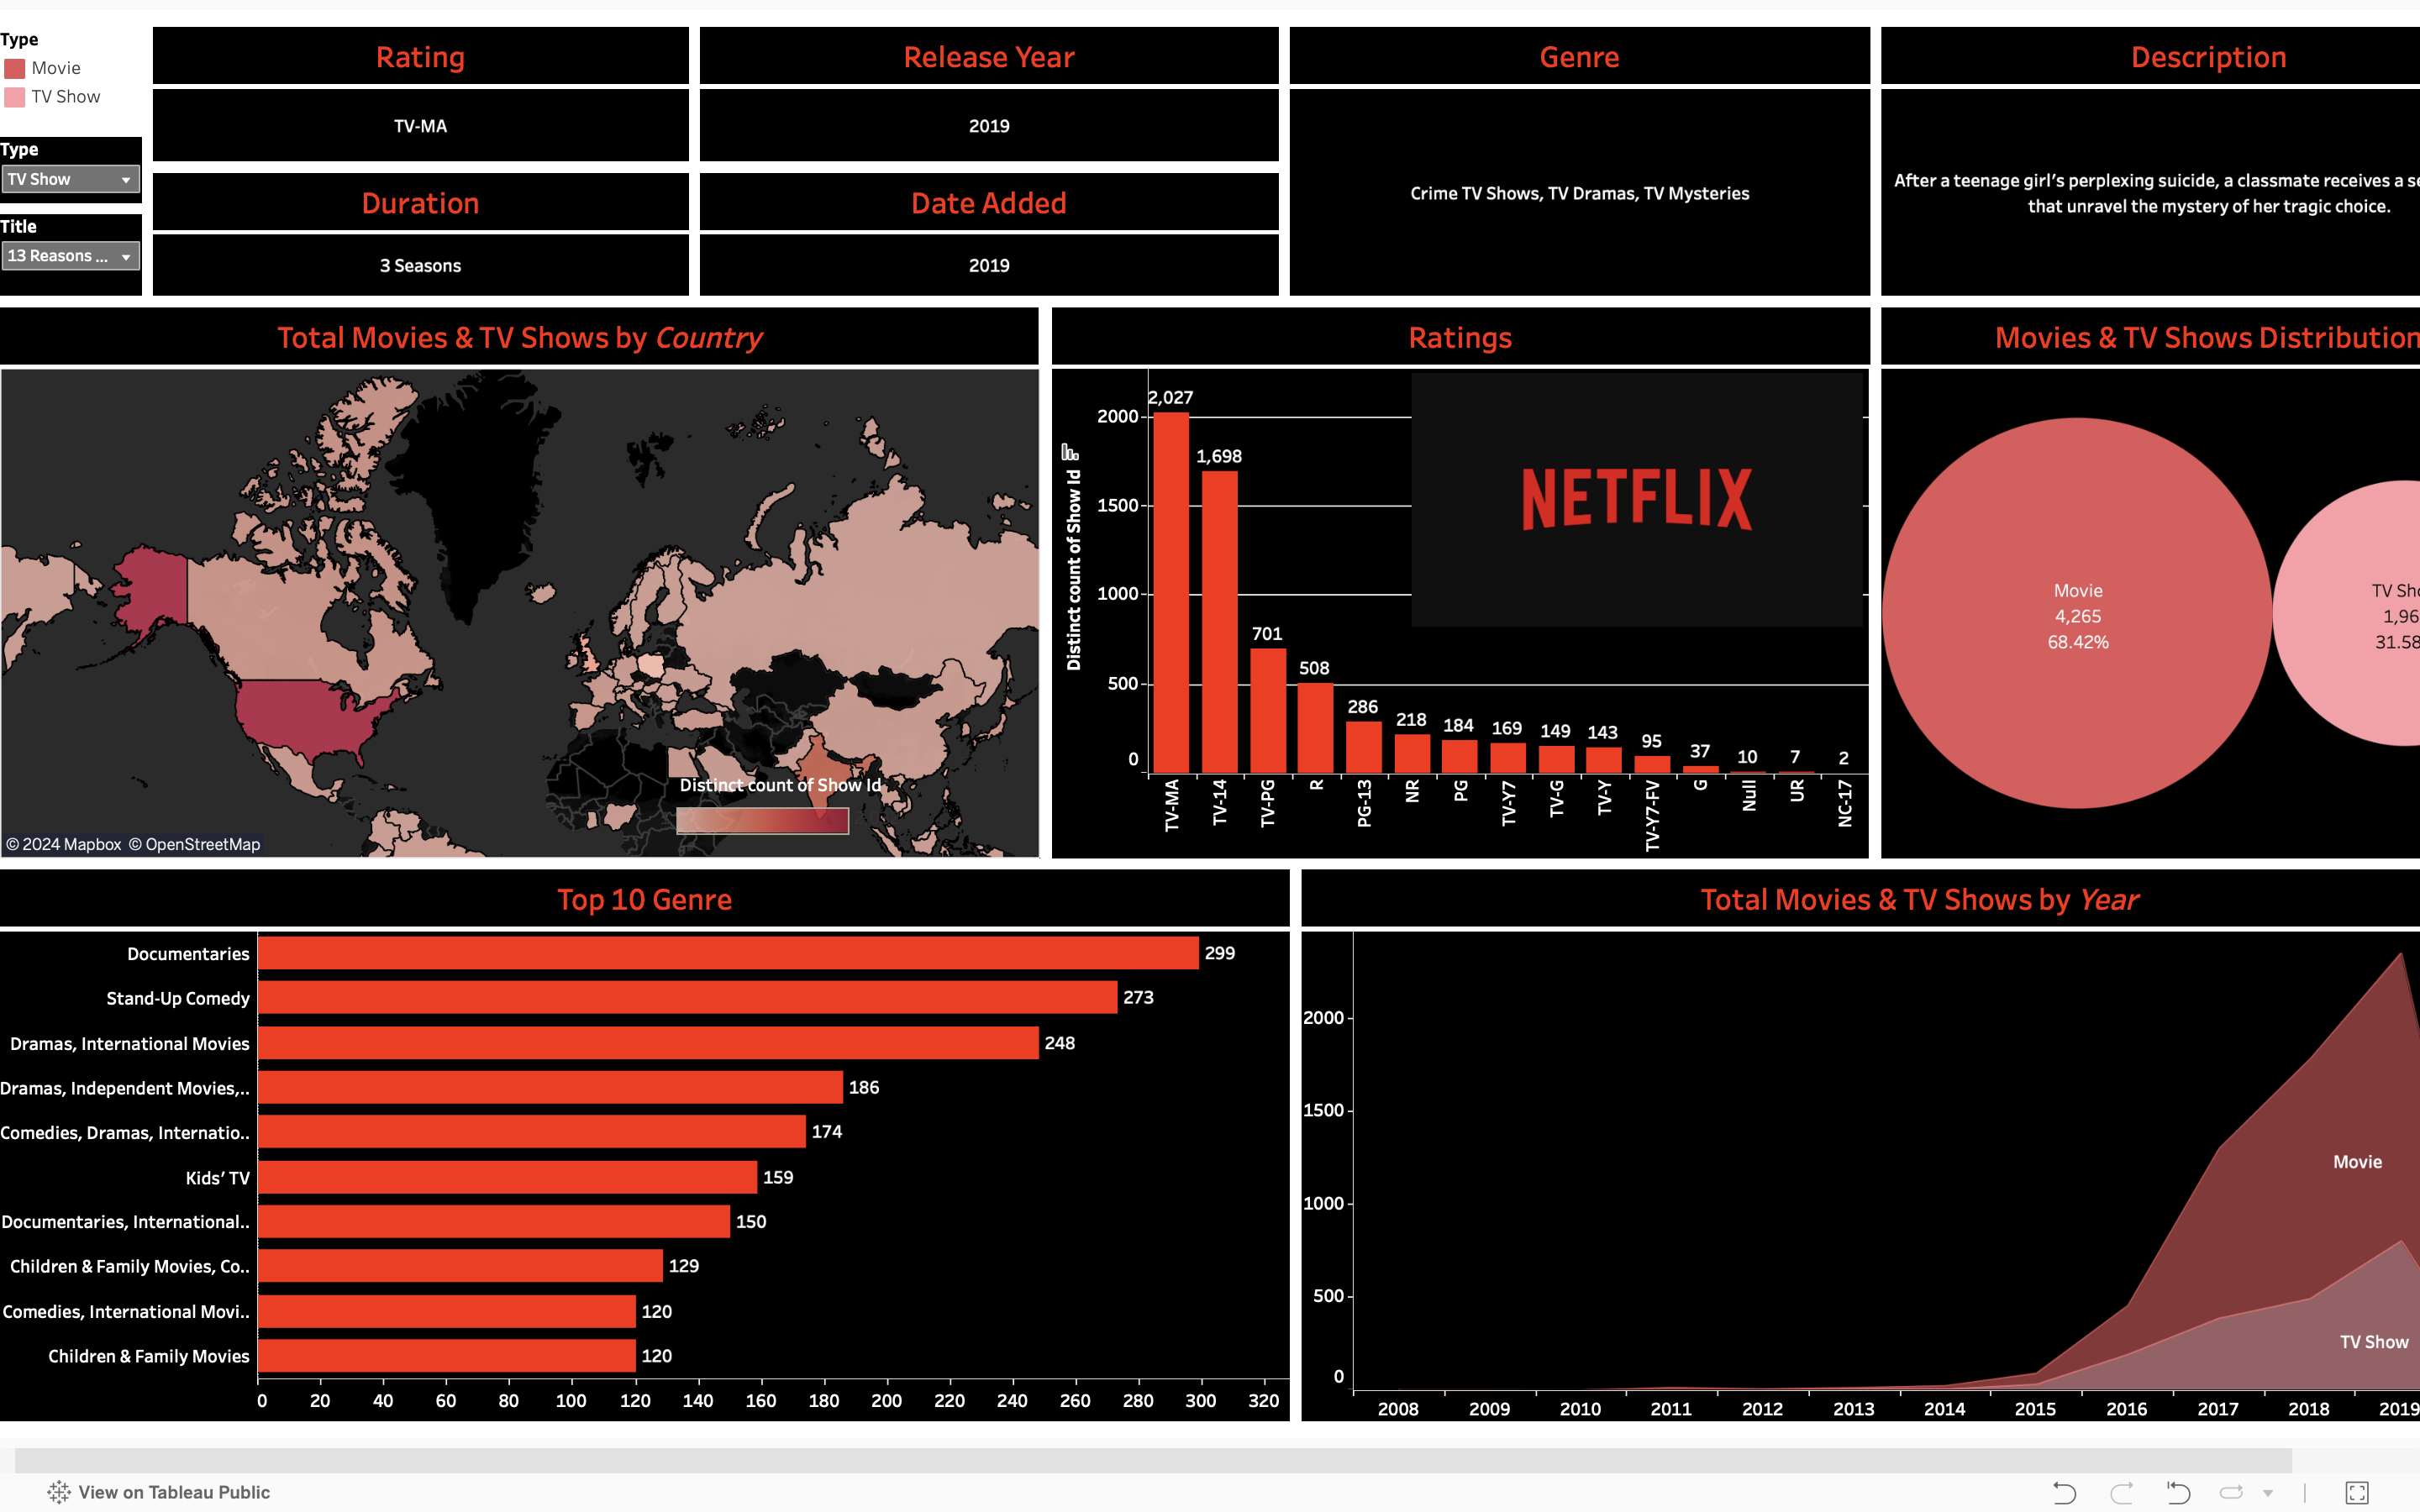 Type
Movie
TV Show
Type
TV Show
Title
13 Reasons ...
Rating
TV-MA
Duration
3 Seasons
Release Year
2019
Date Added
2019
Genre
Crime TV Shows, TV Dramas, TV Mysteries
Description
After a teenage girl's perplexing suicide, a classmate receives a se
that unravel the mystery of her tragic choice.
Total Movies & TV Shows by Country
Distinct count of Show Id
© 2024 Mapbox © OpenStreetMap
Ratings
Distinct count of Show Id
2000
1500
1000
500
0
2,027
1,698
701
508
286
218
184
169
149
143
95
37
10
7
2
TV-MA
TV-14
TV-PG
R
PG-13
NR
PG
TV-Y7
TV-G
TV-Y
TV-Y7-FV
G
Null
UR
NC-17
NETFLIX
Movies & TV Shows Distribution
Movie
4,265
68.42%
TV Sho
1,96
31.58
Top 10 Genre
Documentaries 299
Stand-Up Comedy 273
Dramas, International Movies 248
Dramas, Independent Movies,.. 186
Comedies, Dramas, Internatio.. 174
Kids' TV 159
Documentaries, International.. 150
Children & Family Movies, Co.. 129
Comedies, International Movi.. 120
Children & Family Movies 120
0 20 40 60 80 100 120 140 160 180 200 220 240 260 280 300 320
Total Movies & TV Shows by Year
2000
1500
1000
500
0
Movie
TV Show
2008 2009 2010 2011 2012 2013 2014 2015 2016 2017 2018 2019
View on Tableau Public